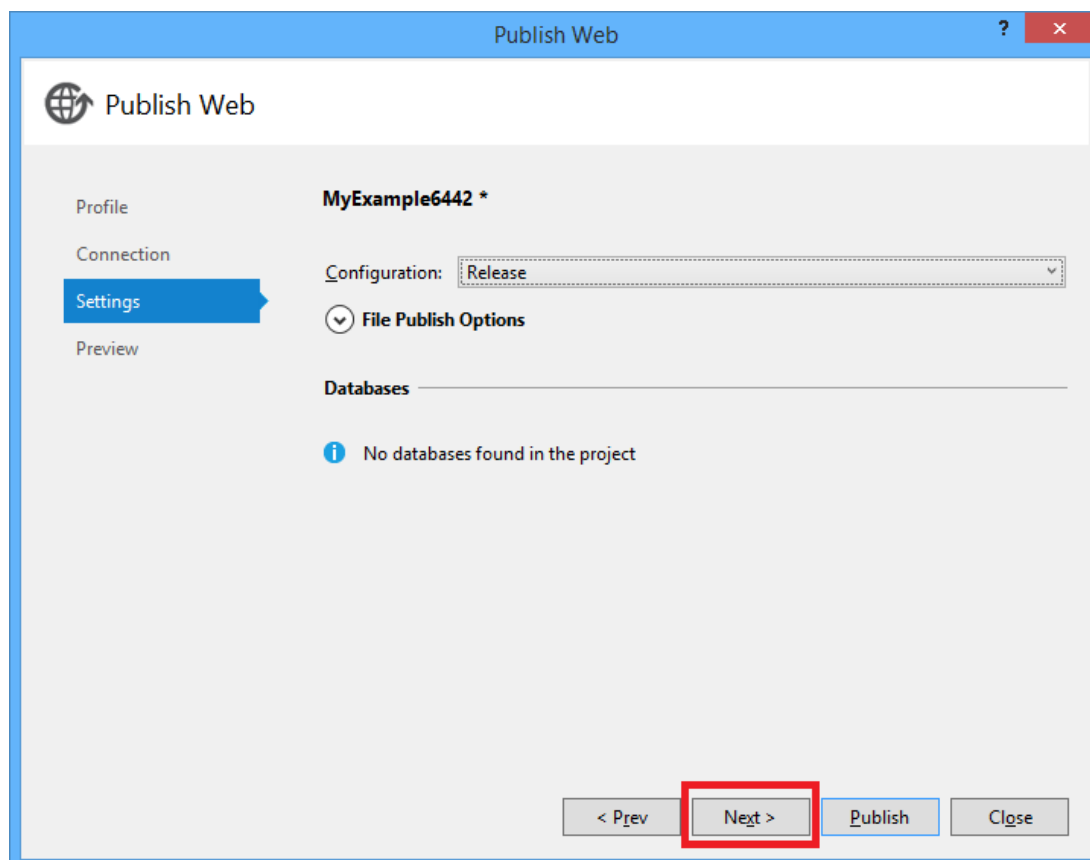 Publish Web
?
×
Publish Web
Profile
Connection
Settings
Preview
MyExample6442 *
Configuration: Release
File Publish Options
Databases
No databases found in the project
< Prev Next > Publish Close